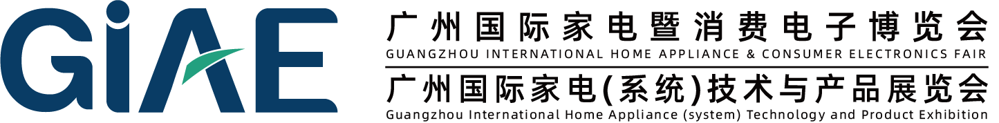 GiAE
广州国际家电暨消费电子博览会
GUANGZHOU INTERNATIONAL HOME APPLIANCE & CONSUMER ELECTRONICS FAIR
广州国际家电(系统)技术与产品展览会
Guangzhou International Home Appliance (system) Technology and Product Exhibition